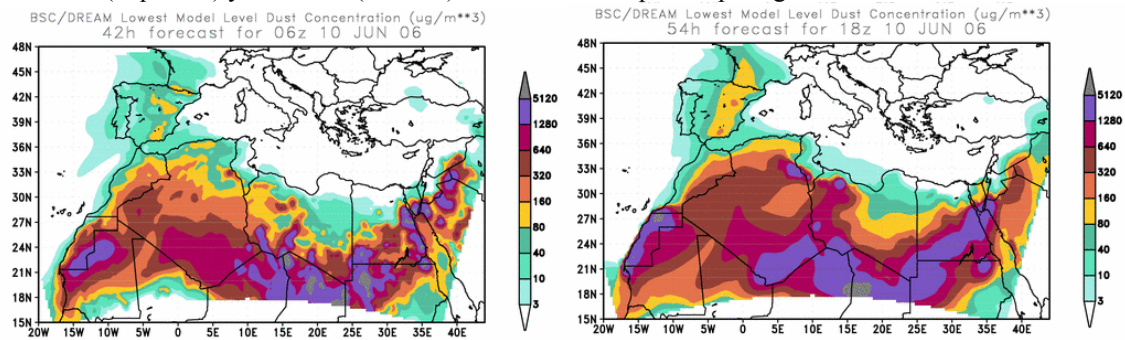 BSC/DREAM Lowest Model Level Dust Concentration (ug/m**3)
42h forecast for 06z 10 JUN 06
48N
45N
42N
39N
36N
33N
30N
27N
24N
21N
18N
15N
20W 15W 10W 5W 0 5E 10E 15E 20E 25E 30E 35E 40E
5120
1280
640
320
160
80
40
10
3
BSC/DREAM Lowest Model Level Dust Concentration (ug/m**3)
54h forecast for 18z 10 JUN 06
48N
45N
42N
39N
36N
33N
30N
27N
24N
21N
18N
15N
20W 15W 10W 5W 0 5E 10E 15E 20E 25E 30E 35E 40E
5120
1280
640
320
160
80
40
10
3